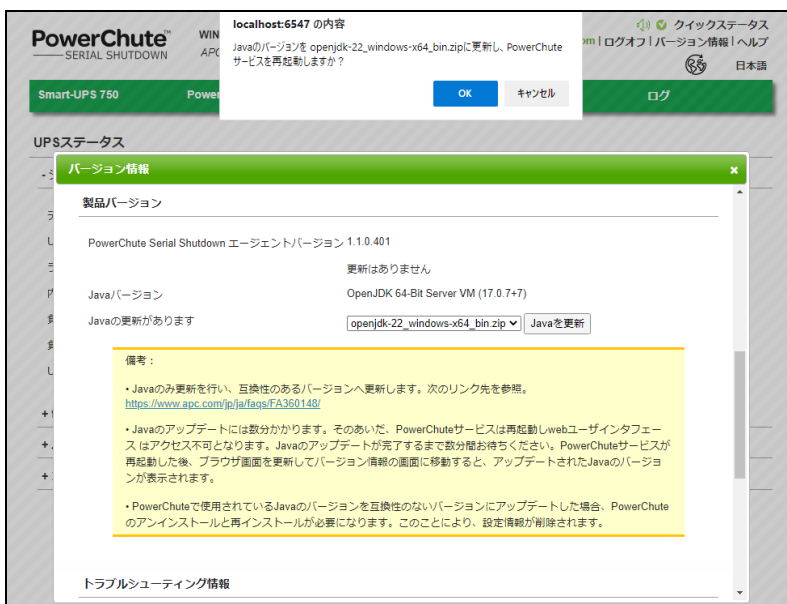 PowerChute™
SERIAL SHUTDOWN
WIN
APC
localhost:6547 の内容
Javaのバージョンを openjdk-22_windows-x64_bin.zipに更新し、PowerChute
サービスを再起動しますか？
OK キャンセル
クイックステータス
om | ログオフ | バージョン情報 | ヘルプ
日本語
Smart-UPS 750 Power ログ
UPSステータス
バージョン情報 ×
製品バージョン
PowerChute Serial Shutdown エージェントバージョン 1.1.0.401
更新はありません
Javaバージョン OpenJDK 64-Bit Server VM (17.0.7+7)
Javaの更新があります openjdk-22_windows-x64_bin.zip Javaを更新
備考：
• Javaのみ更新を行い、互換性のあるバージョンへ更新します。次のリンク先を参照。
https://www.apc.com/jp/ja/faqs/FA360148/
• Javaのアップデートには数分かかります。そのあいだ、PowerChuteサービスは再起動しwebユーザインタフェー
ス はアクセス不可となります。Javaのアップデートが完了するまで数分間お待ちください。PowerChuteサービスが
再起動した後、ブラウザ画面を更新してバージョン情報の画面に移動すると、アップデートされたJavaのバージョ
ンが表示されます。
• PowerChuteで使用されているJavaのバージョンを互換性のないバージョンにアップデートした場合、PowerChute
のアンインストールと再インストールが必要になります。このことにより、設定情報が削除されます。
トラブルシューティング情報